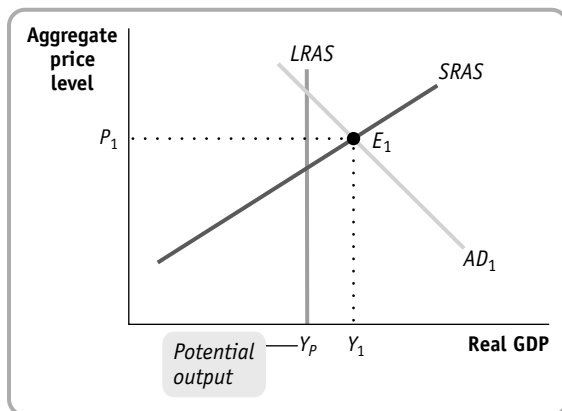 Aggregate
price
level
LRAS
SRAS
P1
E1
AD1
Potential
output
YP
Y1
Real GDP